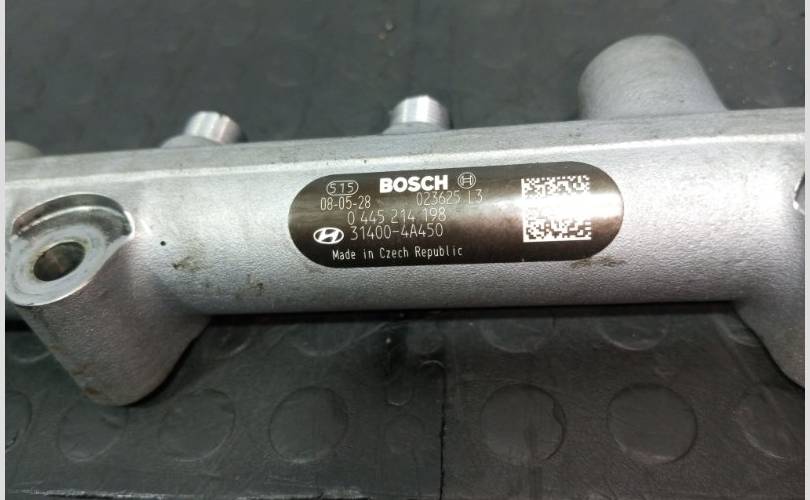 515 BOSCH
08-05-28 023625 L3
0 445 214 198
31400-4A450
Made in Czech Republic